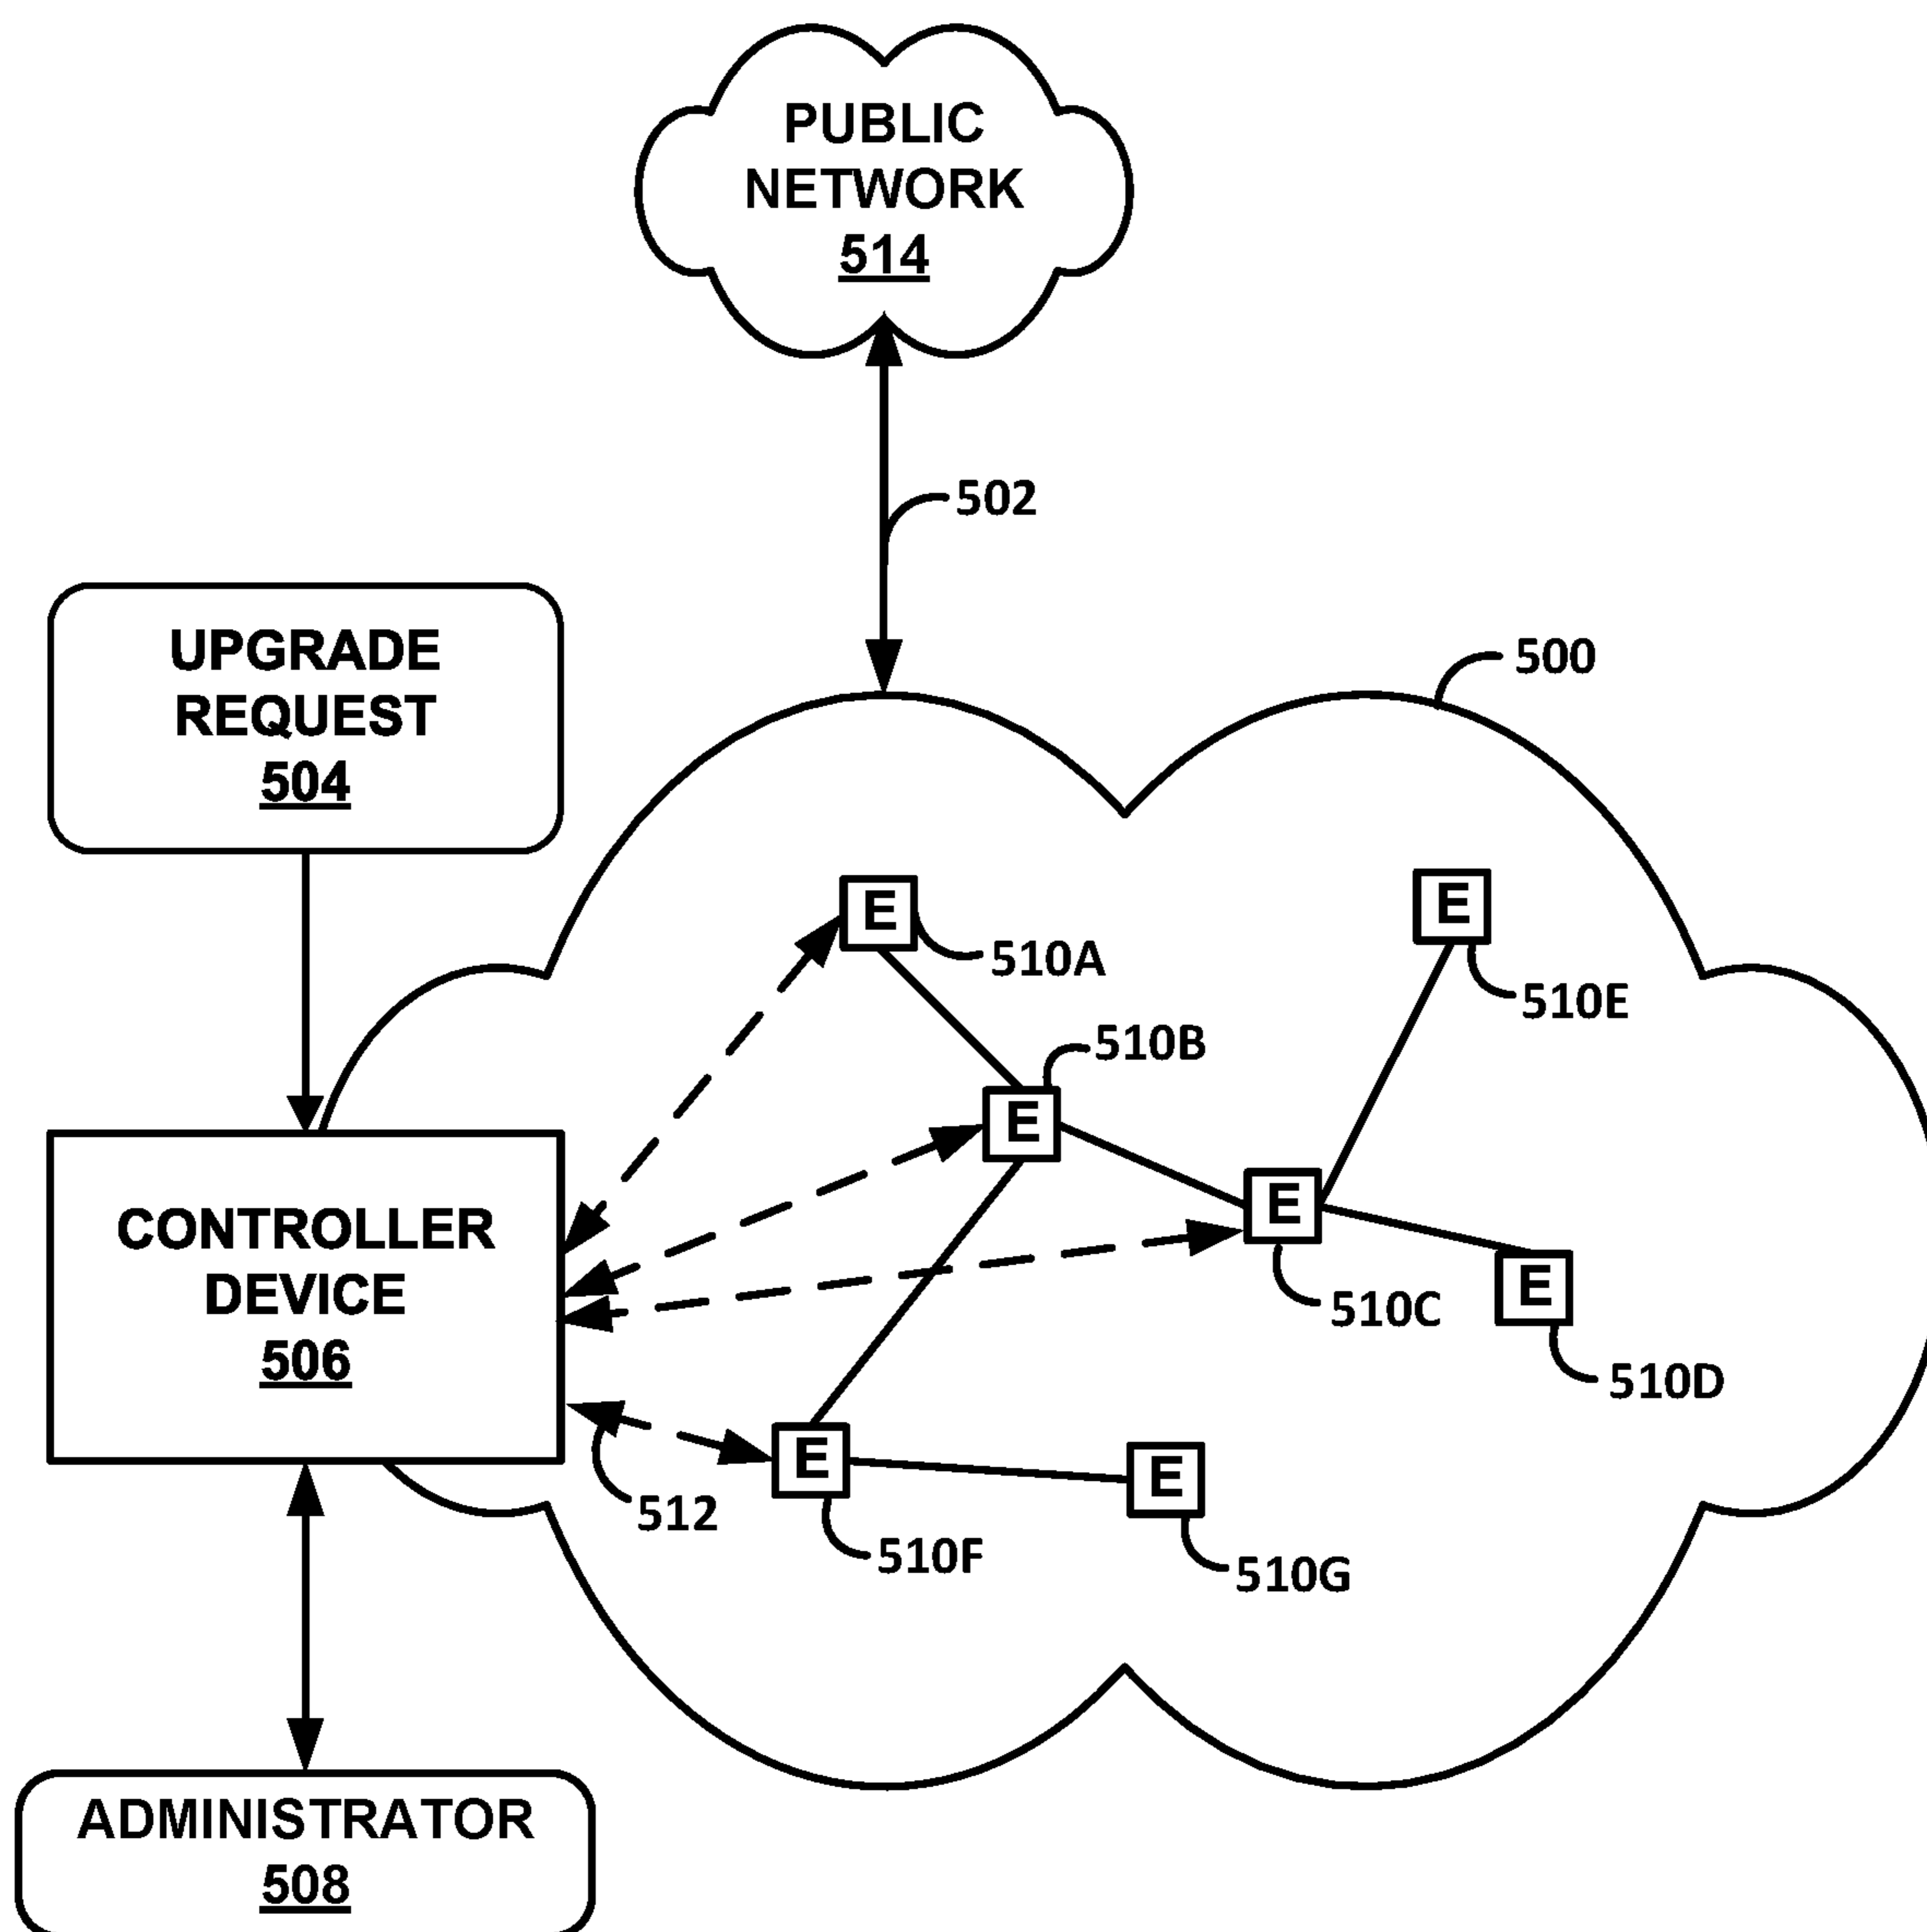 PUBLIC
NETWORK
514
502
UPGRADE
REQUEST
504
500
E
510A
E
510E
E
510B
CONTROLLER
DEVICE
506
E
510C
E
510D
E
510F
512
E
510G
ADMINISTRATOR
508